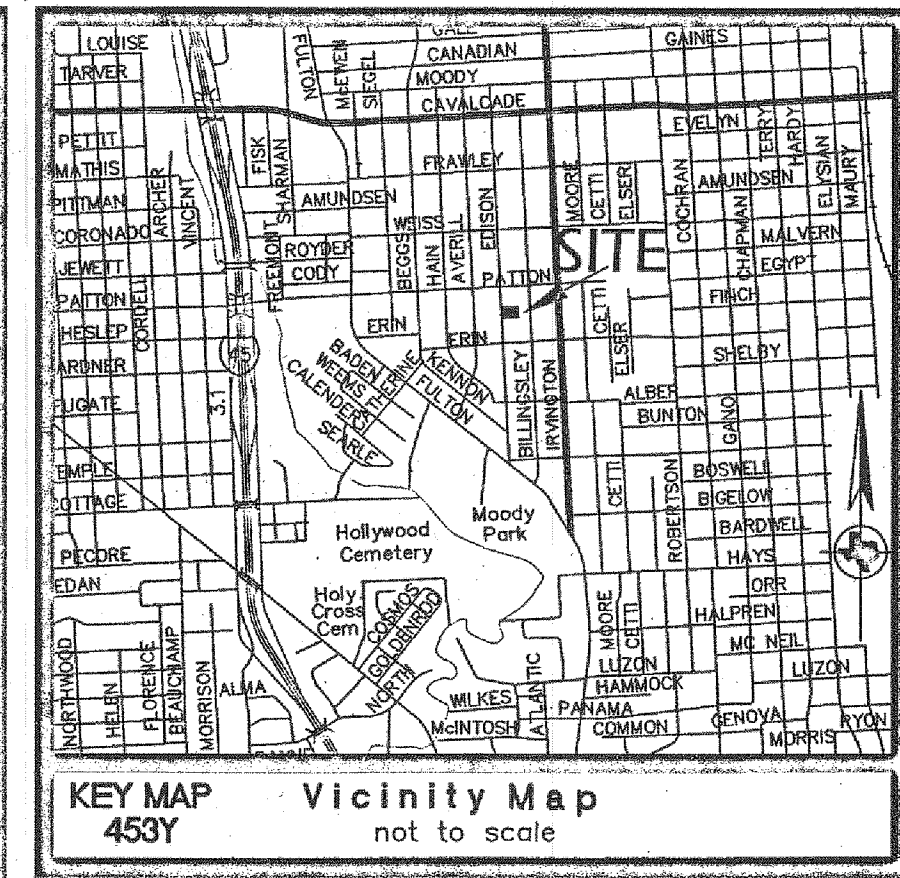 GALE
LOUISE
FULTON
McEWEN
SIEGEL
CANADIAN
GAINES
TARVER
MOODY
CAVALCADE
PETTIT
EVELYN
TERRY
HARDY
MATHIS
FISK
SHARMAN
FRAWLEY
MOORE
CETTI
ELSER
COCHRAN
AMUNDSEN
ELYSIAN
MAURY
PITTMAN
ARCHER
VINCENT
AMUNDSEN
EDISON
CORONADO
WEISS
CHAPMAN
MALVERN
JEWETT
FREEMONT
ROYDER
CODY
BEGGS
HAIN
AVERILL
PATTON
SITE
EGYPT
PATTON
CORDELL
CETTI
FINCH
HESLEP
ERIN
ERIN
ELSER
ARDNER
45
BADEN
WEEMS
CALENDER
CATHERINE
KENNON
FULTON
SHELBY
FUGATE
3.1
SEARLE
BILLINGSLEY
IRVINGTON
ALBER
BUNTON
GANO
EMPLE
CETTI
ROBERTSON
BOSWELL
COTTAGE
BIGELOW
Hollywood
Cemetery
Moody
Park
BARDWELL
PECORE
HAYS
EDAN
Holy
Cross
Cem
COSMOS
GOLDENROD
NORTH
MOORE
CETTI
ORR
HALPREN
MC NEIL
NORTHWOOD
HELEN
FLORENCE
BEAUCHAMP
MORRISON
ALMA
WILKES
McINTOSH
ATLANTIC
LUZON
LUZON
HAMMOCK
PANAMA
COMMON
GENOVA
MORRIS
RYON
KEY MAP
453Y
Vicinity Map
not to scale